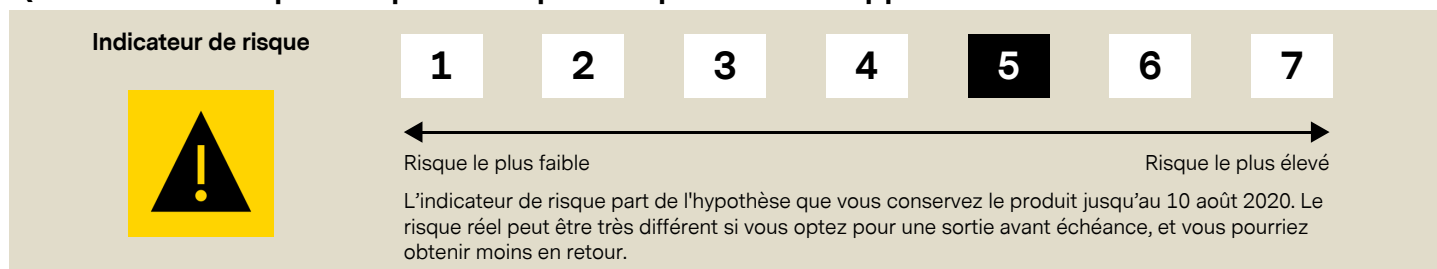 Indicateur de risque
1 2 3 4 5 6 7
Risque le plus faible Risque le plus élevé
L’indicateur de risque part de l'hypothèse que vous conservez le produit jusqu’au 10 août 2020. Le
risque réel peut être très différent si vous optez pour une sortie avant échéance, et vous pourriez
obtenir moins en retour.